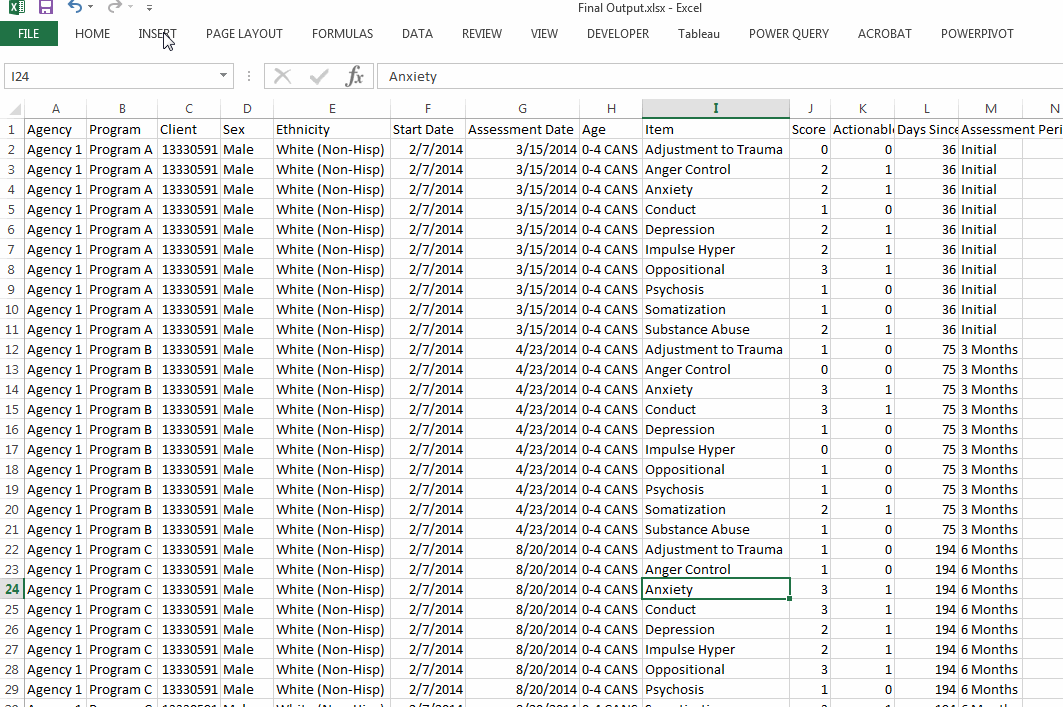 Final Output.xlsx - Excel
FILE HOME INSERT PAGE LAYOUT FORMULAS DATA REVIEW VIEW DEVELOPER Tableau POWER QUERY ACROBAT POWERPIVOT
I24 fx Anxiety
A B C D E F G H I J K L M N
1 Agency Program Client Sex Ethnicity Start Date Assessment Date Age Item Score Actionabl Days Since Assessment Peri
2 Agency 1 Program A 13330591 Male White (Non-Hisp) 2/7/2014 3/15/2014 0-4 CANS Adjustment to Trauma 0 0 36 Initial
3 Agency 1 Program A 13330591 Male White (Non-Hisp) 2/7/2014 3/15/2014 0-4 CANS Anger Control 2 1 36 Initial
4 Agency 1 Program A 13330591 Male White (Non-Hisp) 2/7/2014 3/15/2014 0-4 CANS Anxiety 2 1 36 Initial
5 Agency 1 Program A 13330591 Male White (Non-Hisp) 2/7/2014 3/15/2014 0-4 CANS Conduct 1 0 36 Initial
6 Agency 1 Program A 13330591 Male White (Non-Hisp) 2/7/2014 3/15/2014 0-4 CANS Depression 2 1 36 Initial
7 Agency 1 Program A 13330591 Male White (Non-Hisp) 2/7/2014 3/15/2014 0-4 CANS Impulse Hyper 2 1 36 Initial
8 Agency 1 Program A 13330591 Male White (Non-Hisp) 2/7/2014 3/15/2014 0-4 CANS Oppositional 3 1 36 Initial
9 Agency 1 Program A 13330591 Male White (Non-Hisp) 2/7/2014 3/15/2014 0-4 CANS Psychosis 1 0 36 Initial
10 Agency 1 Program A 13330591 Male White (Non-Hisp) 2/7/2014 3/15/2014 0-4 CANS Somatization 1 0 36 Initial
11 Agency 1 Program A 13330591 Male White (Non-Hisp) 2/7/2014 3/15/2014 0-4 CANS Substance Abuse 2 1 36 Initial
12 Agency 1 Program B 13330591 Male White (Non-Hisp) 2/7/2014 4/23/2014 0-4 CANS Adjustment to Trauma 1 0 75 3 Months
13 Agency 1 Program B 13330591 Male White (Non-Hisp) 2/7/2014 4/23/2014 0-4 CANS Anger Control 0 0 75 3 Months
14 Agency 1 Program B 13330591 Male White (Non-Hisp) 2/7/2014 4/23/2014 0-4 CANS Anxiety 3 1 75 3 Months
15 Agency 1 Program B 13330591 Male White (Non-Hisp) 2/7/2014 4/23/2014 0-4 CANS Conduct 3 1 75 3 Months
16 Agency 1 Program B 13330591 Male White (Non-Hisp) 2/7/2014 4/23/2014 0-4 CANS Depression 1 0 75 3 Months
17 Agency 1 Program B 13330591 Male White (Non-Hisp) 2/7/2014 4/23/2014 0-4 CANS Impulse Hyper 0 0 75 3 Months
18 Agency 1 Program B 13330591 Male White (Non-Hisp) 2/7/2014 4/23/2014 0-4 CANS Oppositional 1 0 75 3 Months
19 Agency 1 Program B 13330591 Male White (Non-Hisp) 2/7/2014 4/23/2014 0-4 CANS Psychosis 1 0 75 3 Months
20 Agency 1 Program B 13330591 Male White (Non-Hisp) 2/7/2014 4/23/2014 0-4 CANS Somatization 2 1 75 3 Months
21 Agency 1 Program B 13330591 Male White (Non-Hisp) 2/7/2014 4/23/2014 0-4 CANS Substance Abuse 1 0 75 3 Months
22 Agency 1 Program C 13330591 Male White (Non-Hisp) 2/7/2014 8/20/2014 0-4 CANS Adjustment to Trauma 1 0 194 6 Months
23 Agency 1 Program C 13330591 Male White (Non-Hisp) 2/7/2014 8/20/2014 0-4 CANS Anger Control 1 0 194 6 Months
24 Agency 1 Program C 13330591 Male White (Non-Hisp) 2/7/2014 8/20/2014 0-4 CANS Anxiety 3 1 194 6 Months
25 Agency 1 Program C 13330591 Male White (Non-Hisp) 2/7/2014 8/20/2014 0-4 CANS Conduct 3 1 194 6 Months
26 Agency 1 Program C 13330591 Male White (Non-Hisp) 2/7/2014 8/20/2014 0-4 CANS Depression 2 1 194 6 Months
27 Agency 1 Program C 13330591 Male White (Non-Hisp) 2/7/2014 8/20/2014 0-4 CANS Impulse Hyper 2 1 194 6 Months
28 Agency 1 Program C 13330591 Male White (Non-Hisp) 2/7/2014 8/20/2014 0-4 CANS Oppositional 3 1 194 6 Months
29 Agency 1 Program C 13330591 Male White (Non-Hisp) 2/7/2014 8/20/2014 0-4 CANS Psychosis 1 0 194 6 Months